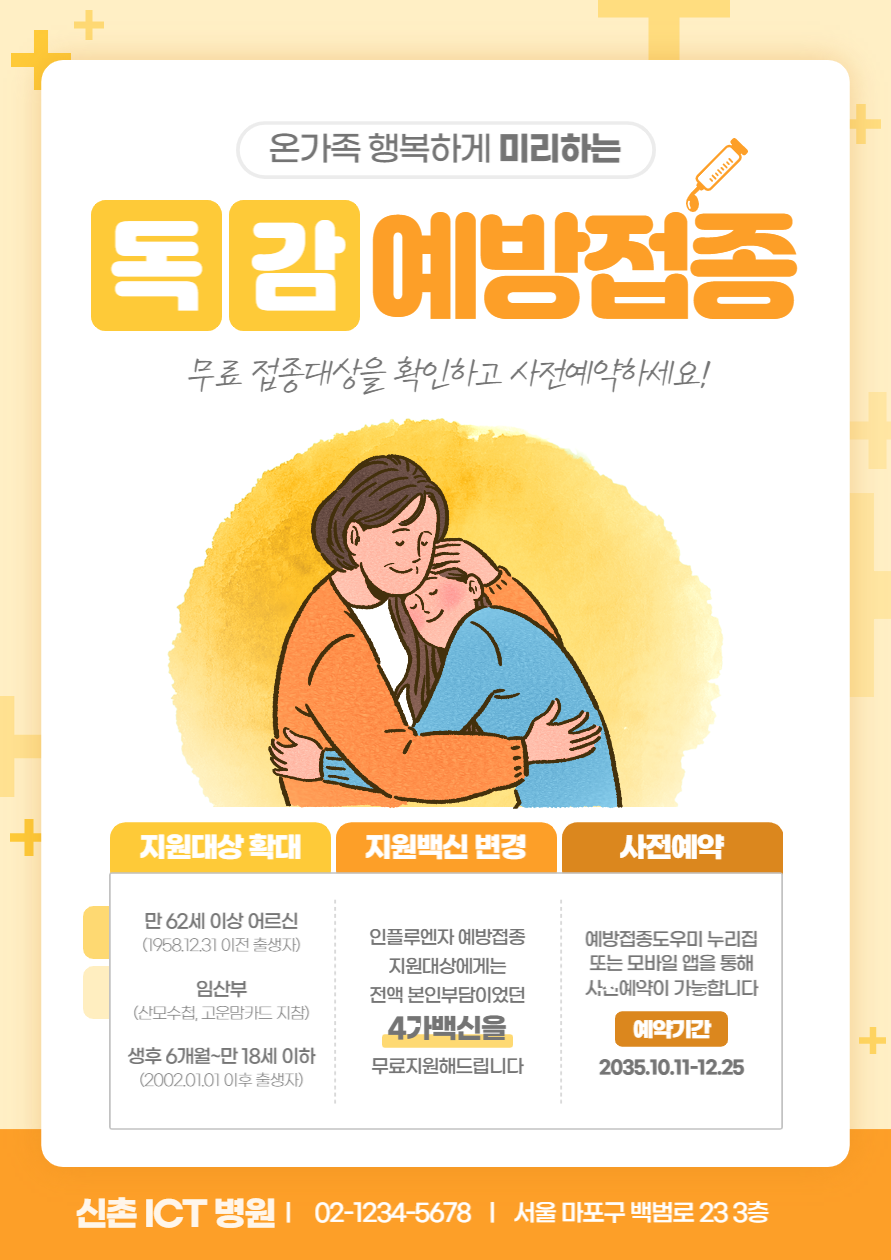 온가족 행복하게 미리하는
독감 예방접종
무료 접종대상을 확인하고 사전예약하세요!
지원대상 확대
만 62세 이상 어르신
(1958.12.31 이전 출생자)
임산부
(산모수첩, 고운맘카드 지참)
생후 6개월~만 18세 이하
(2002.01.01 이후 출생자)
지원백신 변경
인플루엔자 예방접종
지원대상에게는
전액 본인부담이었던
4가백신을
무료지원해드립니다
사전예약
예방접종도우미 누리집
또는 모바일 앱을 통해
사전예약이 가능합니다
예약기간
2035.10.11-12.25
신촌 ICT 병원 | 02-1234-5678 | 서울 마포구 백범로 23 3층